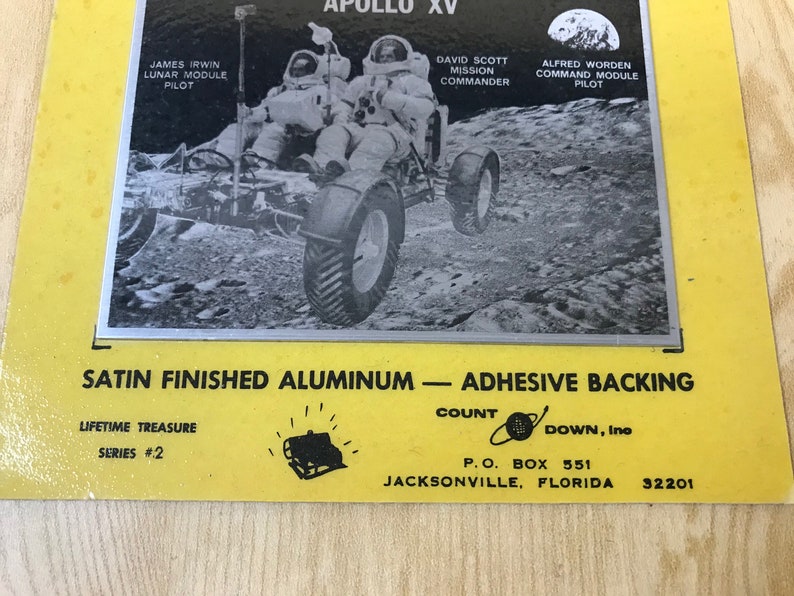 APOLLO XV
JAMES IRWIN
LUNAR MODULE
PILOT
DAVID SCOTT
MISSION
COMMANDER
ALFRED WORDEN
COMMAND MODULE
PILOT
SATIN FINISHED ALUMINUM — ADHESIVE BACKING
LIFETIME TREASURE
SERIES #2
COUNT
DOWN, Inc
P.O. BOX 551
JACKSONVILLE, FLORIDA 32201